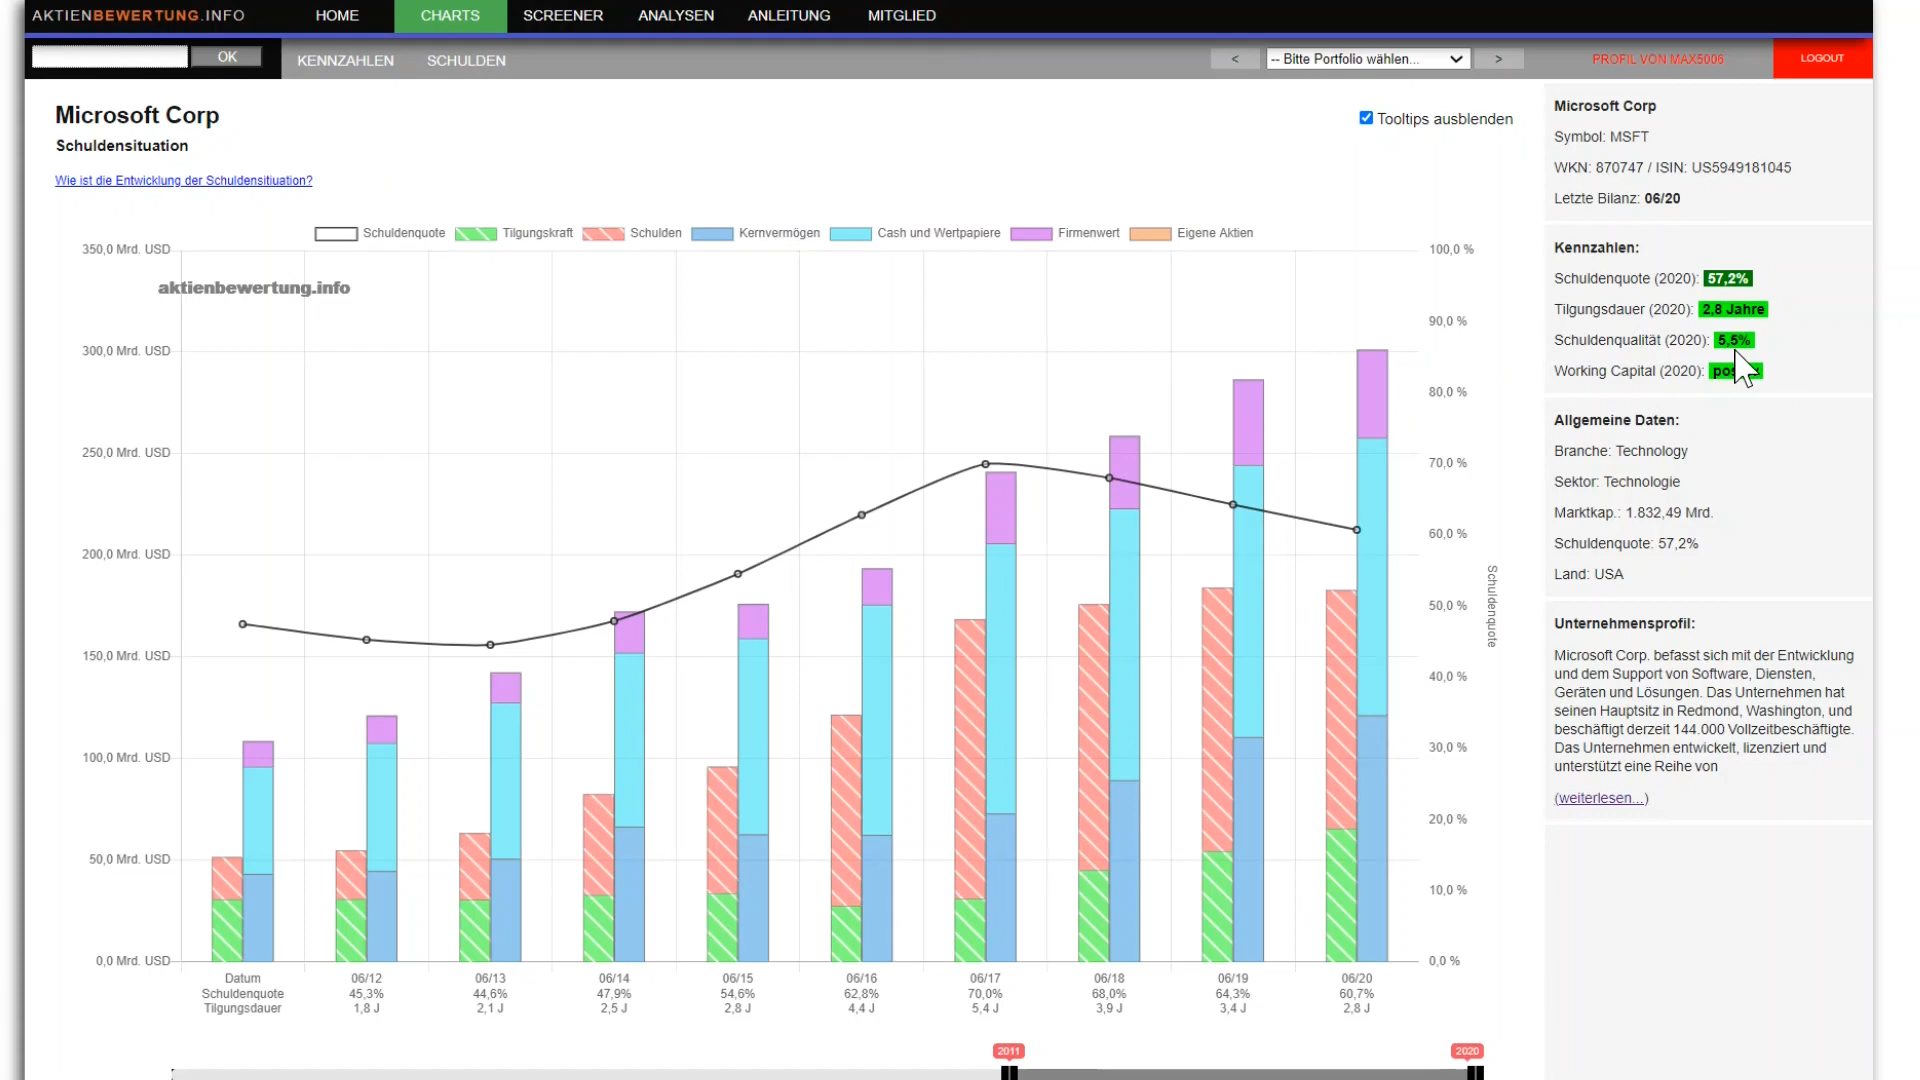 AKTIENBEWERTUNG.INFO
HOME
CHARTS
SCREENER
ANALYSEN
ANLEITUNG
MITGLIED
OK
KENNZAHLEN
SCHULDEN
<
-- Bitte Portfolio wählen...
>
PROFIL VON MAX5006
LOGOUT
Microsoft Corp
Schuldensituation
Tooltips ausblenden
Wie ist die Entwicklung der Schuldensitiuation?
Schuldenquote
Tilgungskraft
Schulden
Kernvermögen
Cash und Wertpapiere
Firmenwert
Eigene Aktien
aktienbewertung.info
350,0 Mrd. USD
300,0 Mrd. USD
250,0 Mrd. USD
200,0 Mrd. USD
150,0 Mrd. USD
100,0 Mrd. USD
50,0 Mrd. USD
0,0 Mrd. USD
100,0 %
90,0 %
80,0 %
70,0 %
60,0 %
50,0 %
40,0 %
30,0 %
20,0 %
10,0 %
0,0 %
Schuldenquote
Datum 06/12 06/13 06/14 06/15 06/16 06/17 06/18 06/19 06/20
Schuldenquote 45,3% 44,6% 47,9% 54,6% 62,8% 70,0% 68,0% 64,3% 60,7%
Tilgungsdauer 1,8 J 2,1 J 2,5 J 2,8 J 4,4 J 5,4 J 3,9 J 3,4 J 2,8 J
2011
2020
Microsoft Corp
Symbol: MSFT
WKN: 870747 / ISIN: US5949181045
Letzte Bilanz: 06/20
Kennzahlen:
Schuldenquote (2020): 57,2%
Tilgungsdauer (2020): 2,8 Jahre
Schuldenqualität (2020): 5,5%
Working Capital (2020):
Allgemeine Daten:
Branche: Technology
Sektor: Technologie
Marktkap.: 1.832,49 Mrd.
Schuldenquote: 57,2%
Land: USA
Unternehmensprofil:
Microsoft Corp. befasst sich mit der Entwicklung
und dem Support von Software, Diensten,
Geräten und Lösungen. Das Unternehmen hat
seinen Hauptsitz in Redmond, Washington, und
beschäftigt derzeit 144.000 Vollzeitbeschäftigte.
Das Unternehmen entwickelt, lizenziert und
unterstützt eine Reihe von
(weiterlesen...)